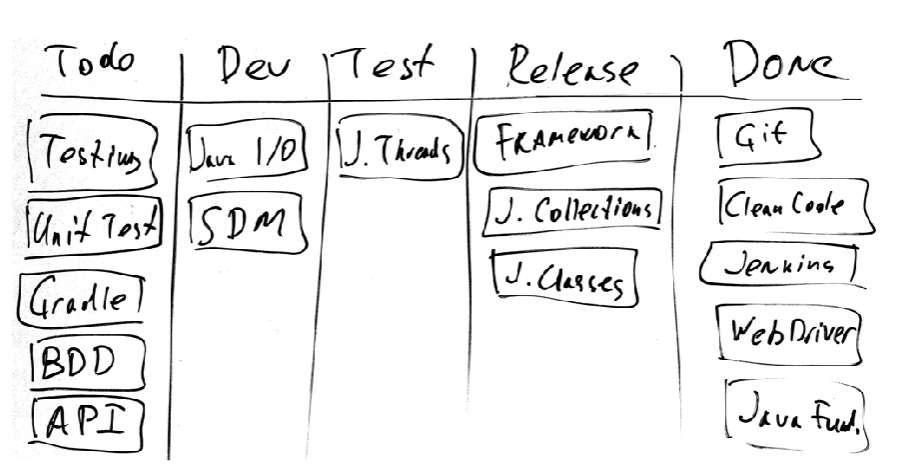 Todo Dev Test Release Done
Testing Java I/O J. Threads FRAMEWORK Git
Unit Test SDM J. Collections Clean Code
Gradle J. Classes Jenkins
BDD WebDriver
API Java Fund.